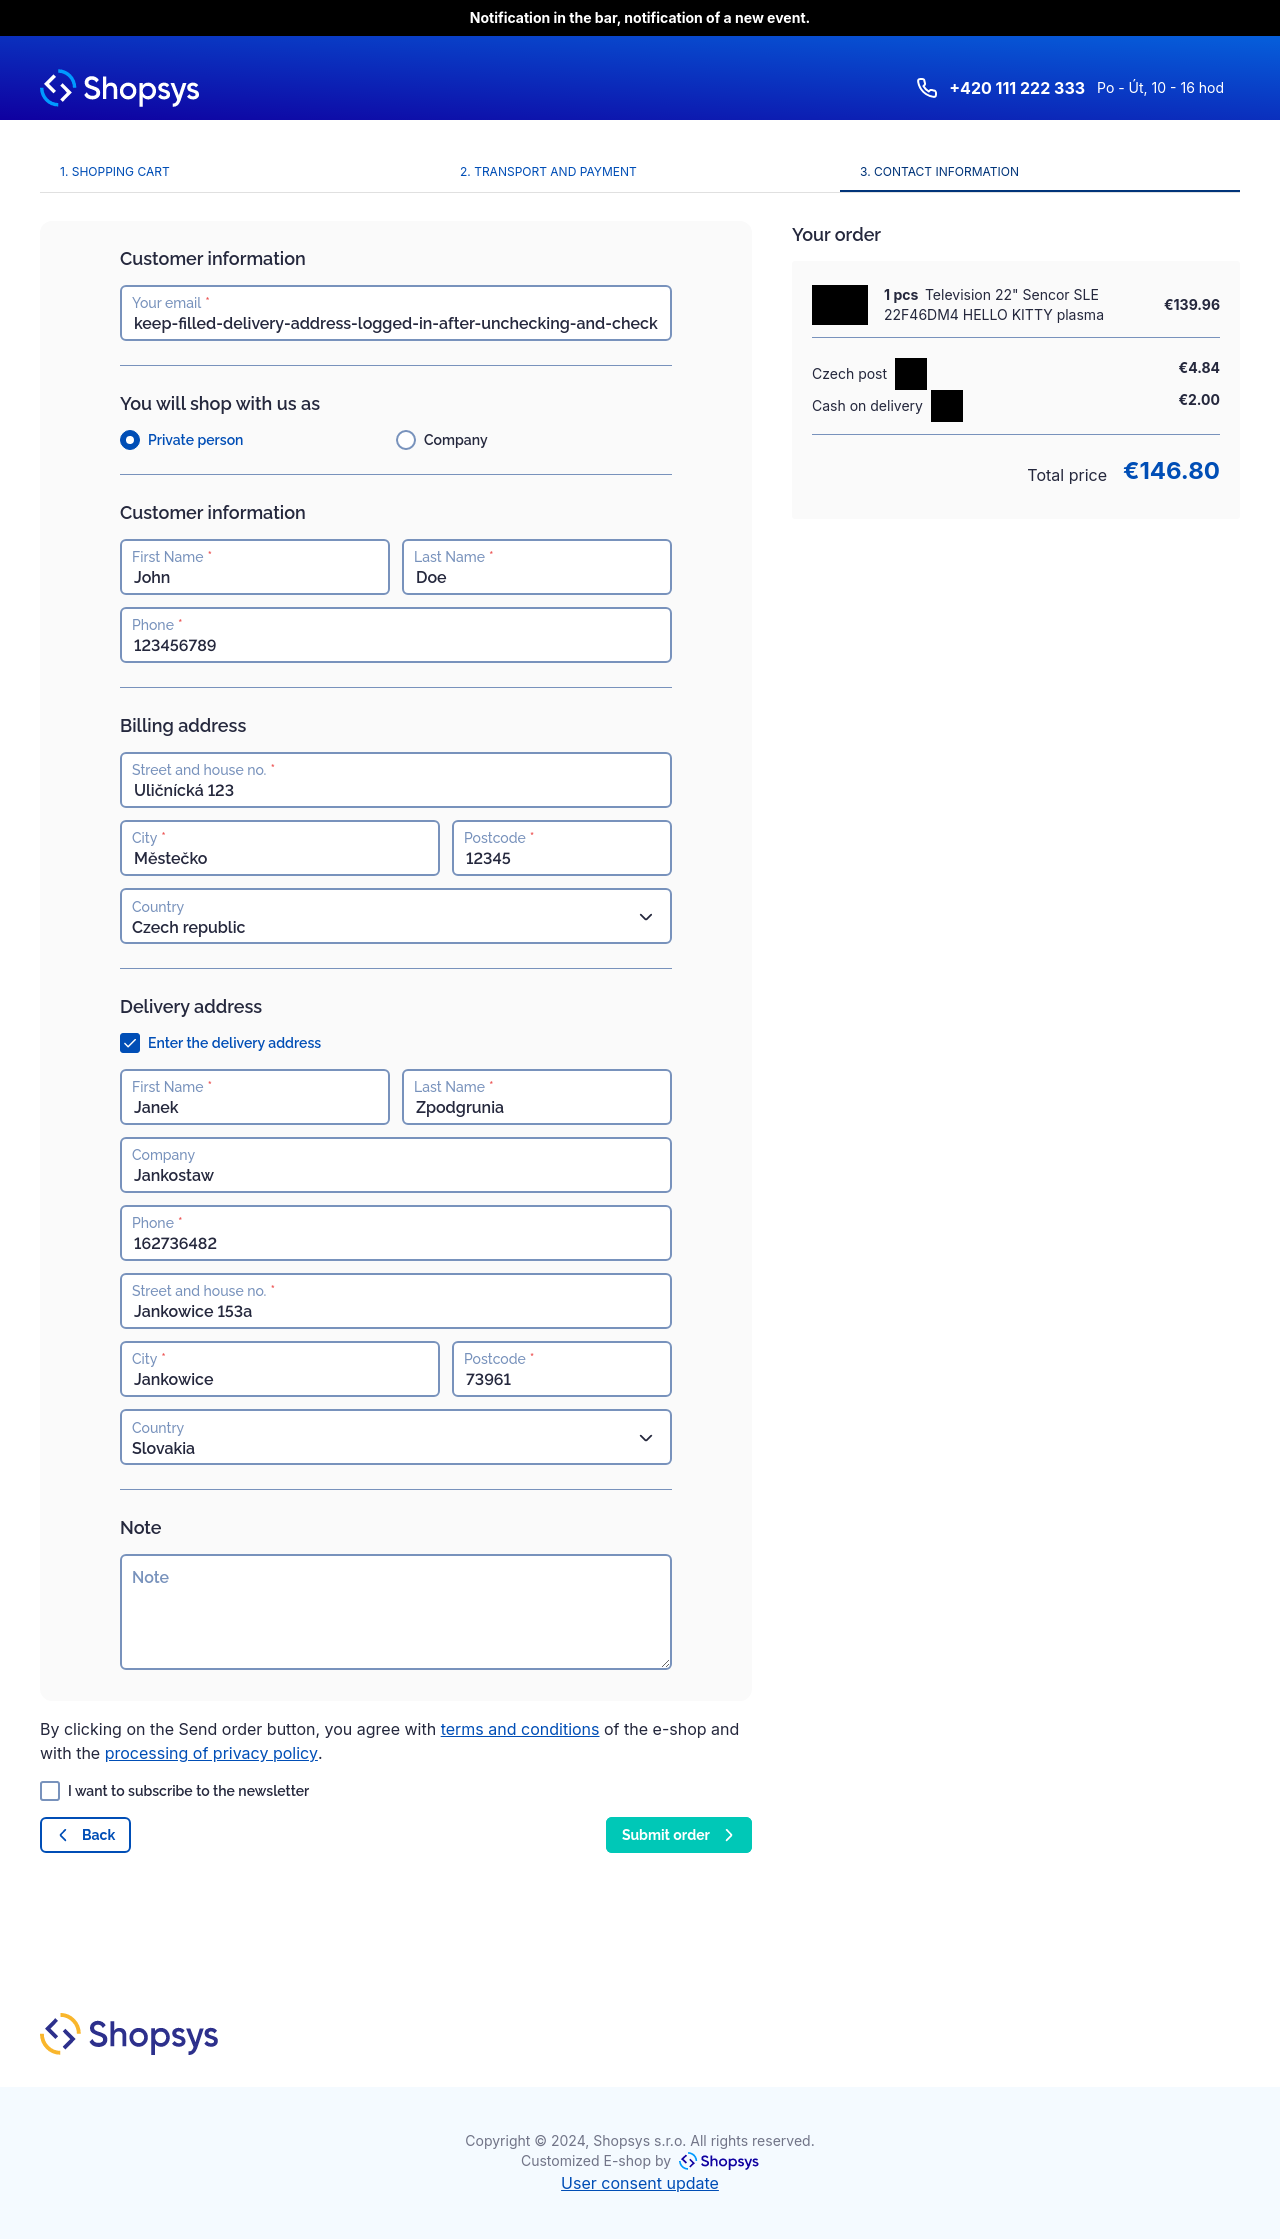 Notification in the bar, notification of a new event.
Shopsys
+420 111 222 333 Po - Út, 10 - 16 hod
1. SHOPPING CART
2. TRANSPORT AND PAYMENT
3. CONTACT INFORMATION
Customer information
Your email *
keep-filled-delivery-address-logged-in-after-unchecking-and-check
You will shop with us as
Private person
Company
Customer information
First Name *
John
Last Name *
Doe
Phone *
123456789
Billing address
Street and house no. *
Uličnícká 123
City *
Městečko
Postcode *
12345
Country
Czech republic
Delivery address
Enter the delivery address
First Name *
Janek
Last Name *
Zpodgrunia
Company
Jankostaw
Phone *
162736482
Street and house no. *
Jankowice 153a
City *
Jankowice
Postcode *
73961
Country
Slovakia
Note
Note
By clicking on the Send order button, you agree with terms and conditions of the e-shop and
with the processing of privacy policy.
I want to subscribe to the newsletter
Back
Submit order
Your order
1 pcs Television 22" Sencor SLE
22F46DM4 HELLO KITTY plasma
€139.96
Czech post
€4.84
Cash on delivery
€2.00
Total price €146.80
Shopsys
Copyright © 2024, Shopsys s.r.o. All rights reserved.
Customized E-shop by Shopsys
User consent update